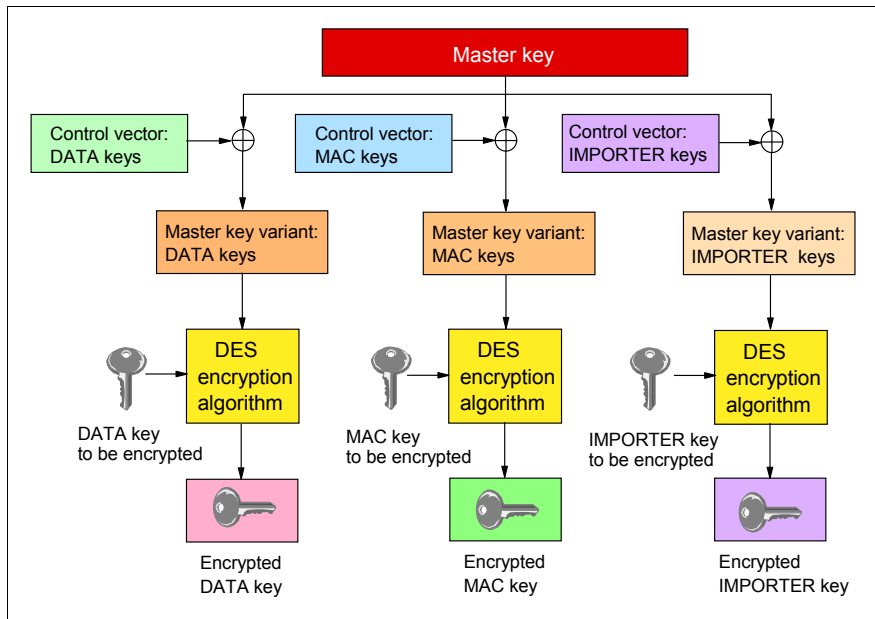 Master key
Control vector:
DATA keys
Control vector:
MAC keys
Control vector:
IMPORTER keys
Master key variant:
DATA keys
Master key variant:
MAC keys
Master key variant:
IMPORTER keys
DES
encryption
algorithm
DES
encryption
algorithm
DES
encryption
algorithm
DATA key
to be encrypted
MAC key
to be encrypted
IMPORTER key
to be encrypted
Encrypted
DATA key
Encrypted
MAC key
Encrypted
IMPORTER key